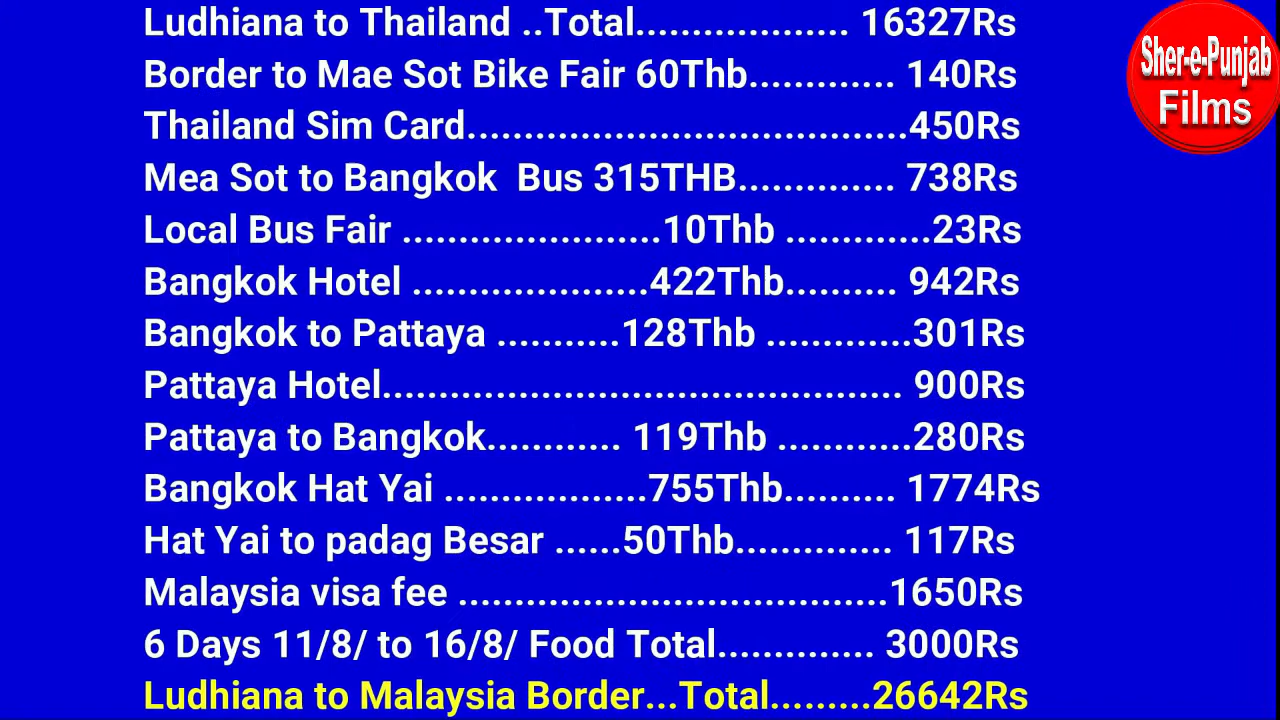 Ludhiana to Thailand ..Total................... 16327Rs
Border to Mae Sot Bike Fair 60Thb............. 140Rs
Thailand Sim Card.......................................450Rs
Mea Sot to Bangkok  Bus 315THB.............. 738Rs
Local Bus Fair .......................10Thb .............23Rs
Bangkok Hotel .....................422Thb.......... 942Rs
Bangkok to Pattaya ...........128Thb .............301Rs
Pattaya Hotel.............................................. 900Rs
Pattaya to Bangkok............ 119Thb ............280Rs
Bangkok Hat Yai ..................755Thb.......... 1774Rs
Hat Yai to padag Besar ......50Thb.............. 117Rs
Malaysia visa fee ......................................1650Rs
6 Days 11/8/ to 16/8/ Food Total.............. 3000Rs
Ludhiana to Malaysia Border...Total.........26642Rs
Sher-e-Punjab
Films